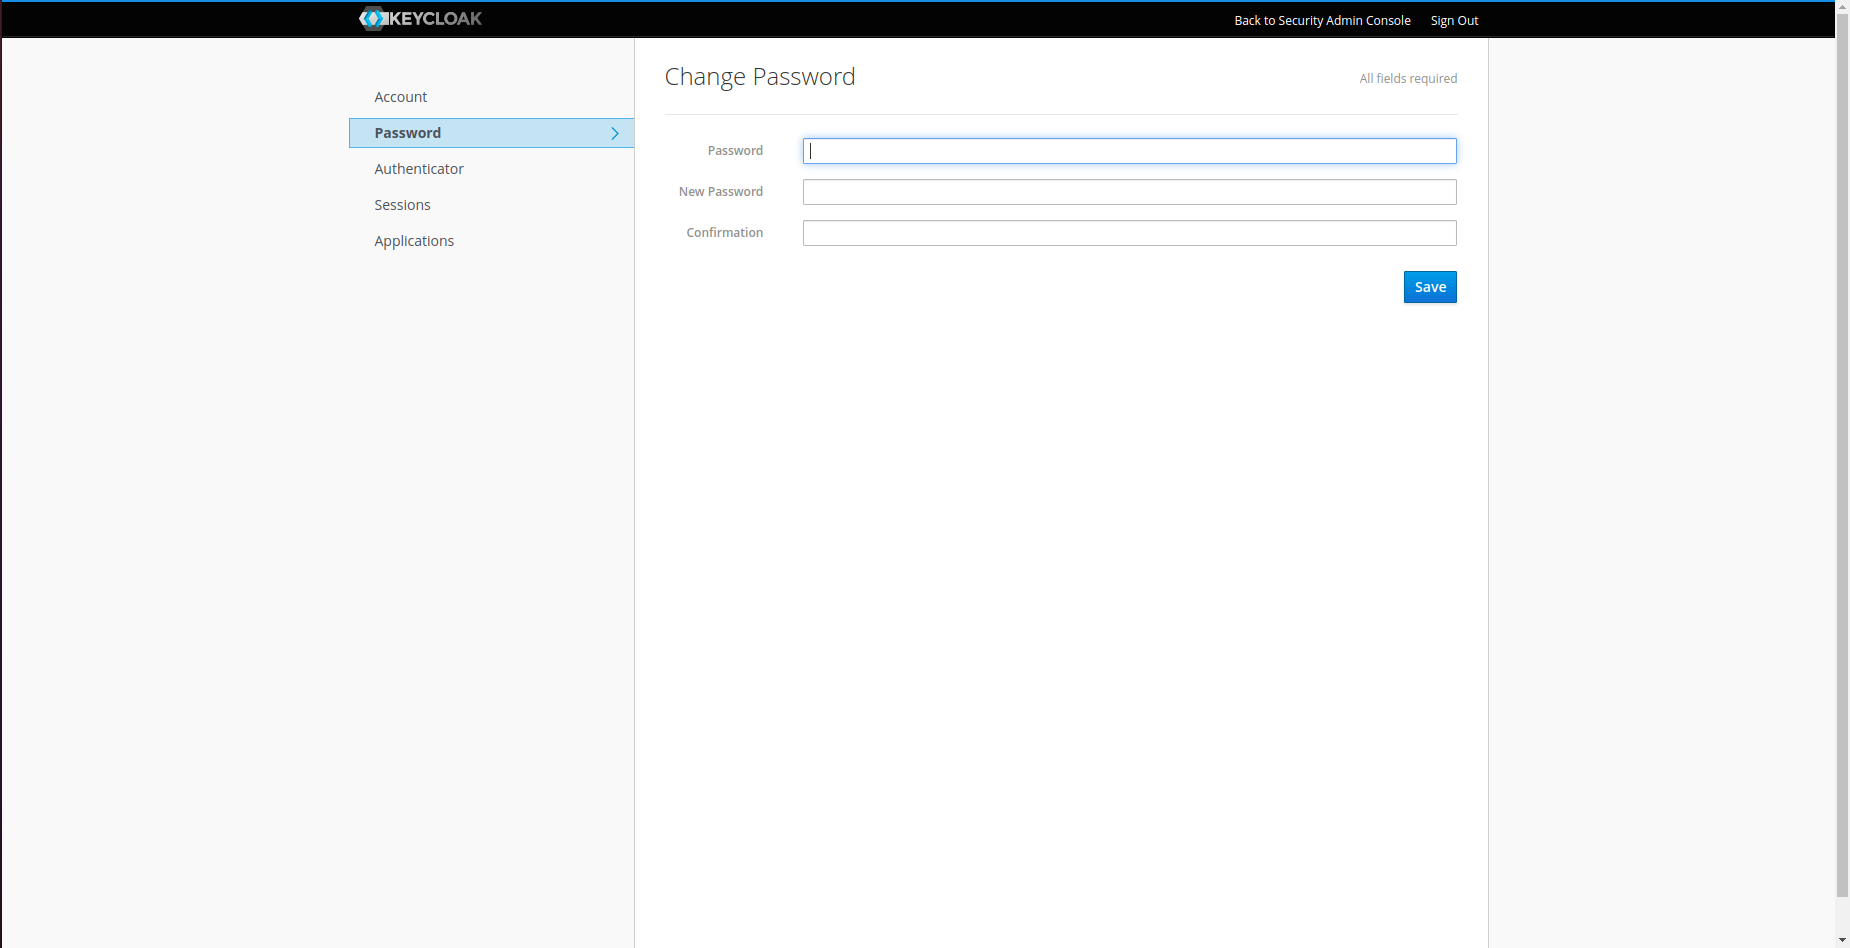 KEYCLOAK
Back to Security Admin Console Sign Out
Account
Password
Authenticator
Sessions
Applications
Change Password
All fields required
Password
New Password
Confirmation
Save